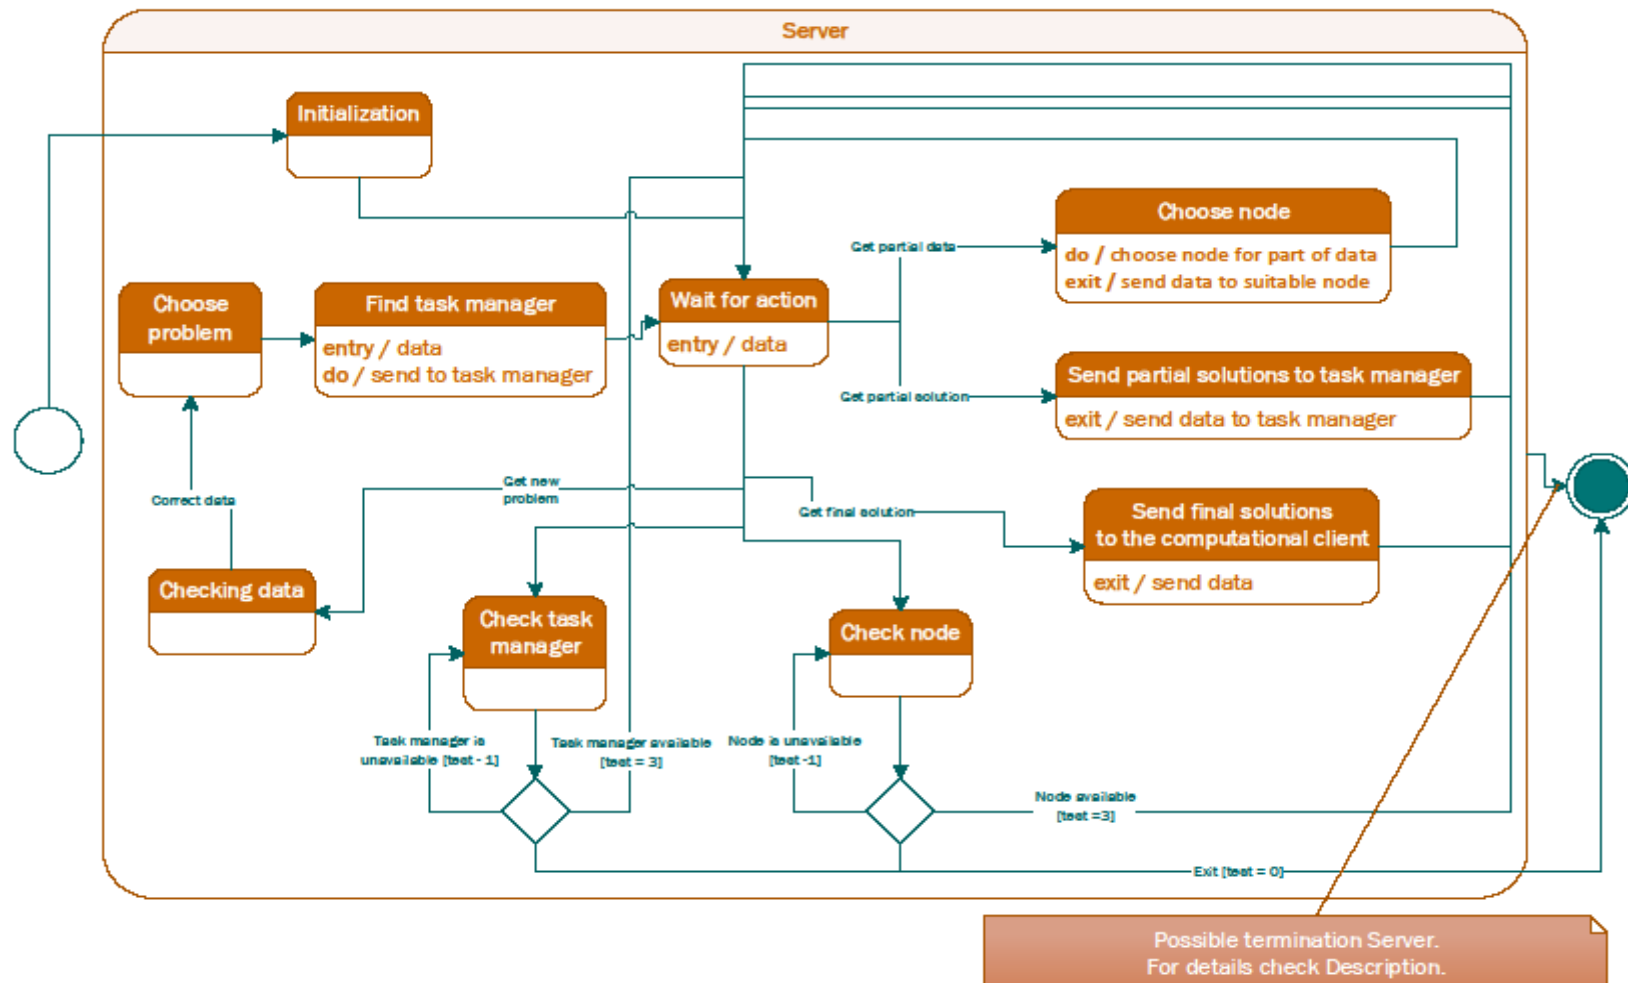 Server
Initialization
Choose node
do / choose node for part of data
exit / send data to suitable node
Get partial data
Choose
problem
Find task manager
entry / data
do / send to task manager
Wait for action
entry / data
Send partial solutions to task manager
exit / send data to task manager
Get partial solution
Correct data
Get new
problem
Get final solution
Send final solutions
to the computational client
exit / send data
Checking data
Check task
manager
Check node
Task manager is
unavailable [test - 1]
Task manager available
[test = 3]
Node is unavailable
[test -1]
Node available
[test =3]
Exit [test = 0]
Possible termination Server.
For details check Description.